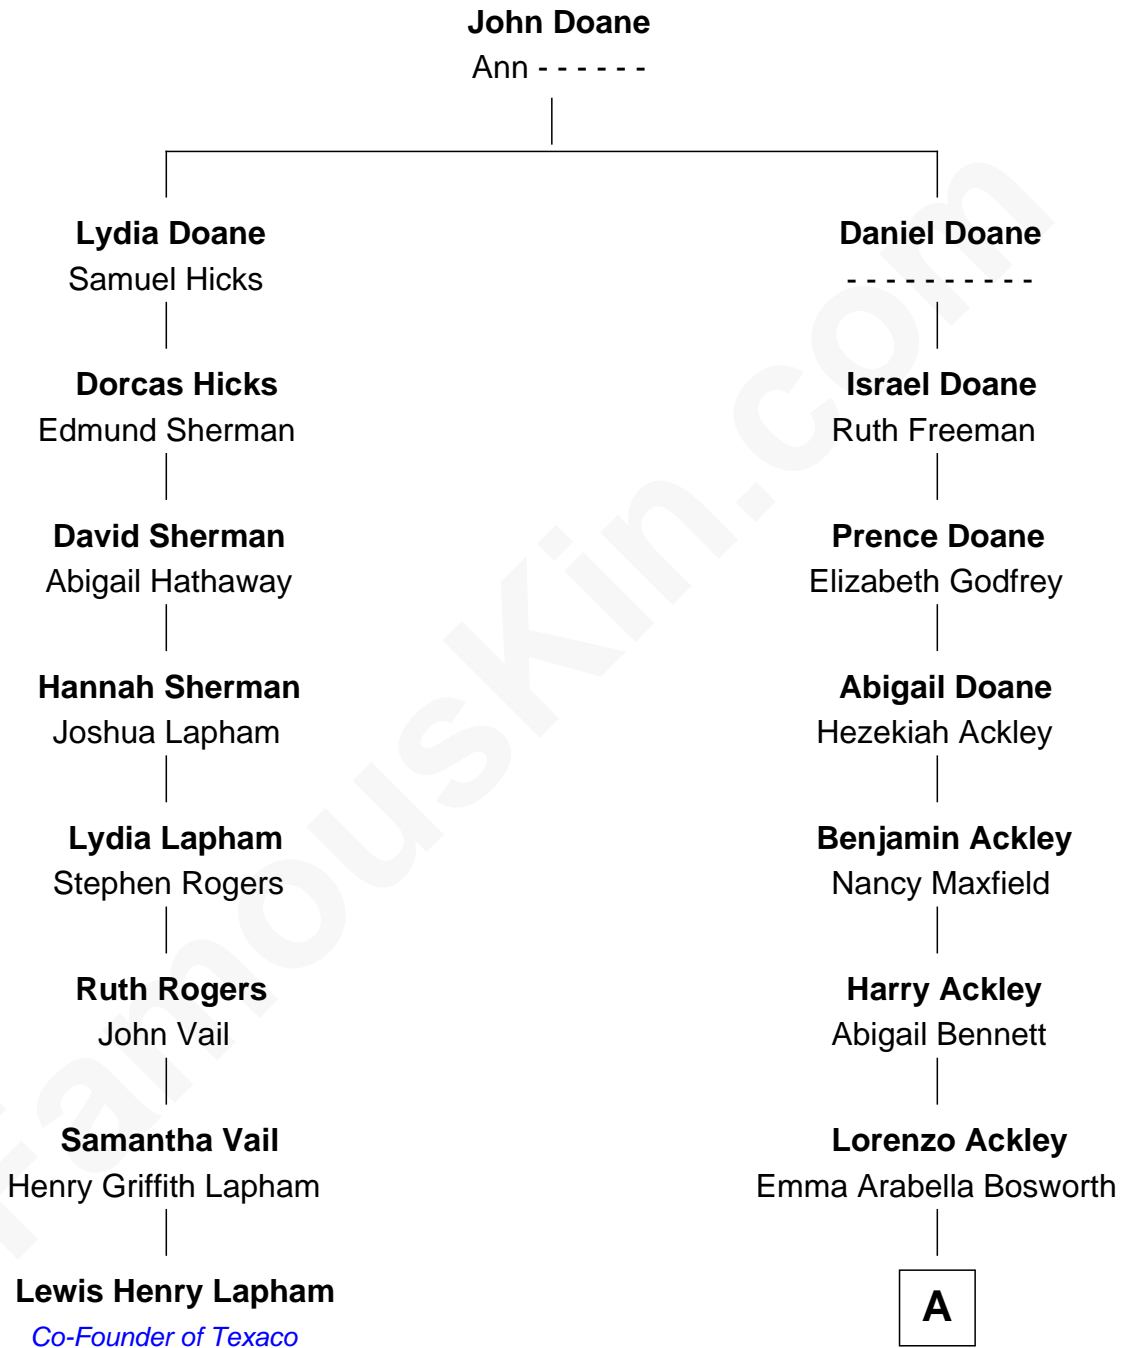 John Doane
Ann - - - - - -
Lydia Doane
Samuel Hicks
Daniel Doane
- - - - - - - - - -
Dorcas Hicks
Edmund Sherman
Israel Doane
Ruth Freeman
David Sherman
Abigail Hathaway
Prence Doane
Elizabeth Godfrey
Hannah Sherman
Joshua Lapham
Abigail Doane
Hezekiah Ackley
Lydia Lapham
Stephen Rogers
Benjamin Ackley
Nancy Maxfield
Ruth Rogers
John Vail
Harry Ackley
Abigail Bennett
Samantha Vail
Henry Griffith Lapham
Lorenzo Ackley
Emma Arabella Bosworth
Lewis Henry Lapham
Co-Founder of Texaco
A
FamousKin.com